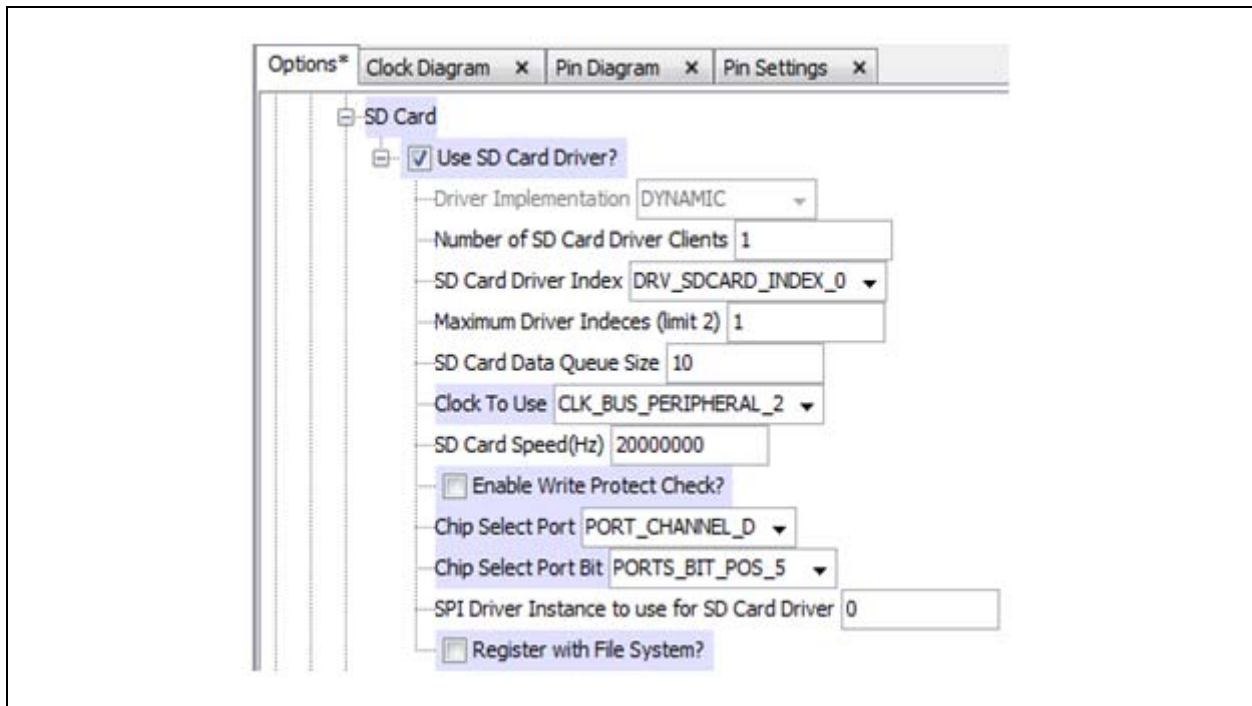 Options* Clock Diagram x Pin Diagram x Pin Settings x
SD Card
Use SD Card Driver?
Driver Implementation DYNAMIC
Number of SD Card Driver Clients 1
SD Card Driver Index DRV_SDCARD_INDEX_0
Maximum Driver Indeces (limit 2) 1
SD Card Data Queue Size 10
Clock To Use CLK_BUS_PERIPHERAL_2
SD Card Speed(Hz) 20000000
Enable Write Protect Check?
Chip Select Port PORT_CHANNEL_D
Chip Select Port Bit PORTS_BIT_POS_5
SPI Driver Instance to use for SD Card Driver 0
Register with File System?